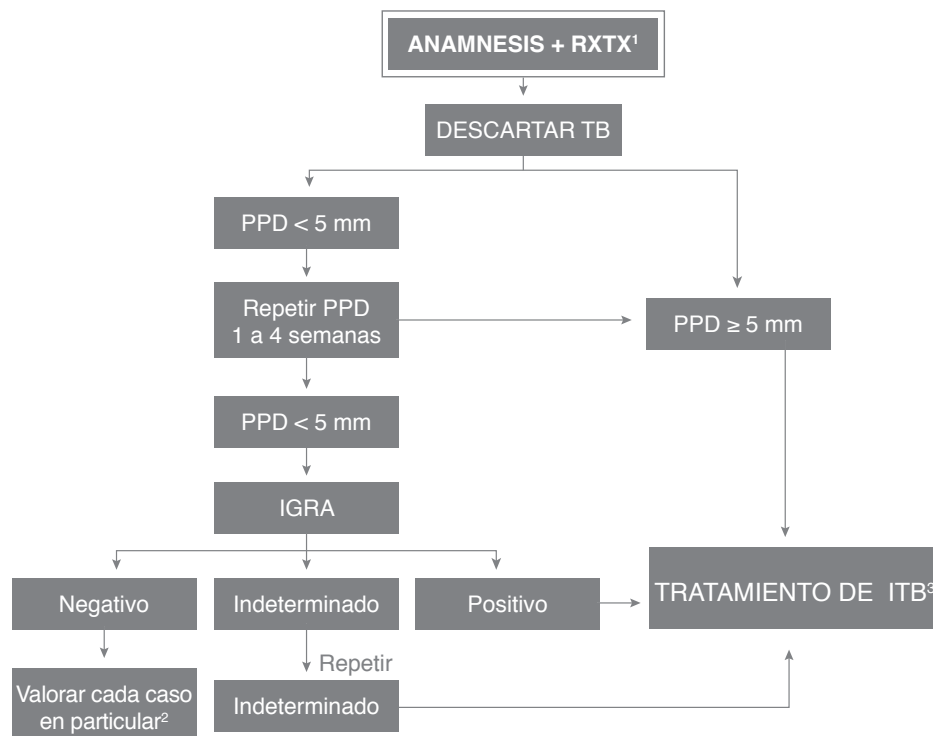 ANAMNESIS + RXTX¹
DESCARTAR TB
PPD < 5 mm
Repetir PPD
1 a 4 semanas
PPD ≥ 5 mm
PPD < 5 mm
IGRA
Negativo
Indeterminado
Positivo
TRATAMIENTO DE ITB³
Repetir
Valorar cada caso
en particular²
Indeterminado